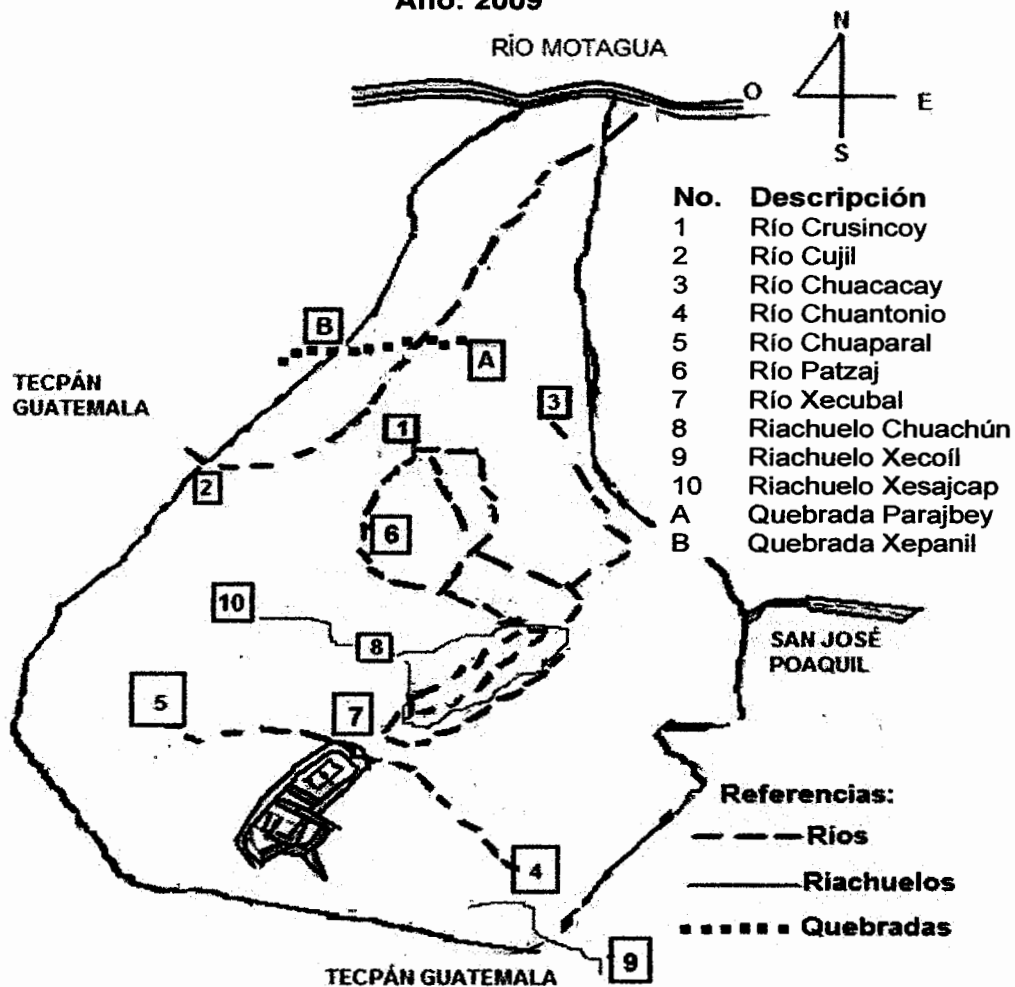 Año: 2009
RÍO MOTAGUA
N
O
E
S
No. Descripción
1 Río Crusincoy
2 Río Cujil
3 Río Chuacacay
4 Río Chuantonio
5 Río Chuaparal
6 Río Patzaj
7 Río Xecubal
8 Riachuelo Chuachún
9 Riachuelo Xecoíl
10 Riachuelo Xesajcap
A Quebrada Parajbey
B Quebrada Xepanil
B
A
TECPÁN
GUATEMALA
3
1
2
6
10
8
SAN JOSÉ
POAQUIL
5
7
4
9
Referencias:
Ríos
Riachuelos
Quebradas
TECPÁN GUATEMALA